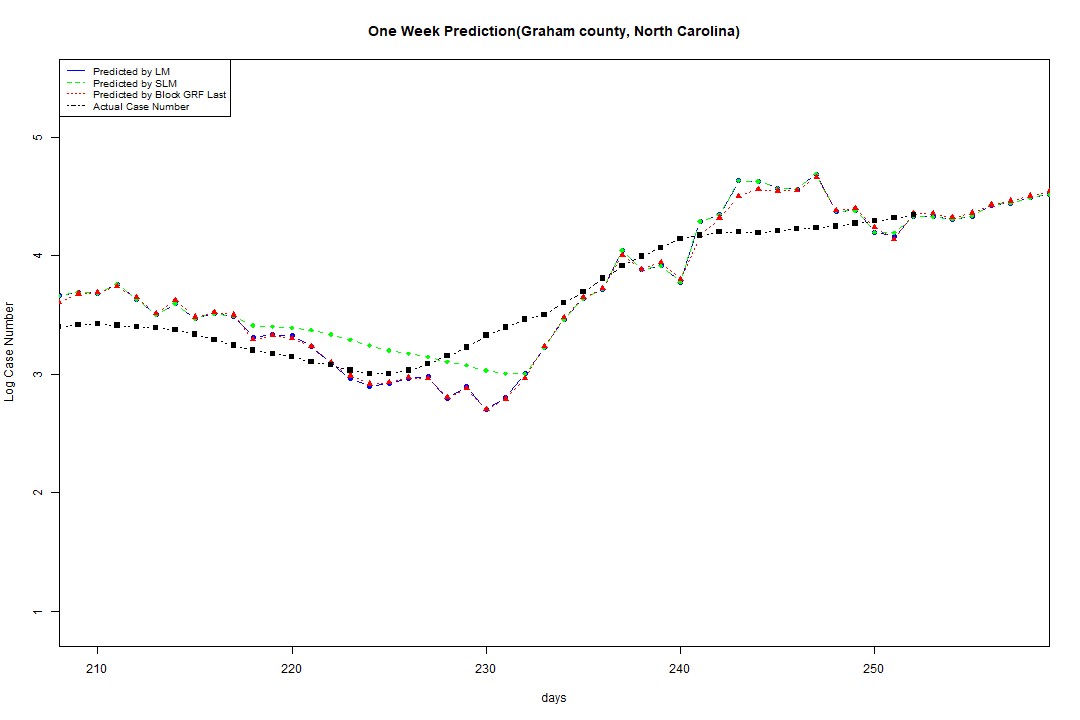 One Week Prediction(Graham county, North Carolina)
Predicted by LM
Predicted by SLM
Predicted by Block GRF Last
Actual Case Number
5
4
3
2
1
Log Case Number
210 220 230 240 250
days